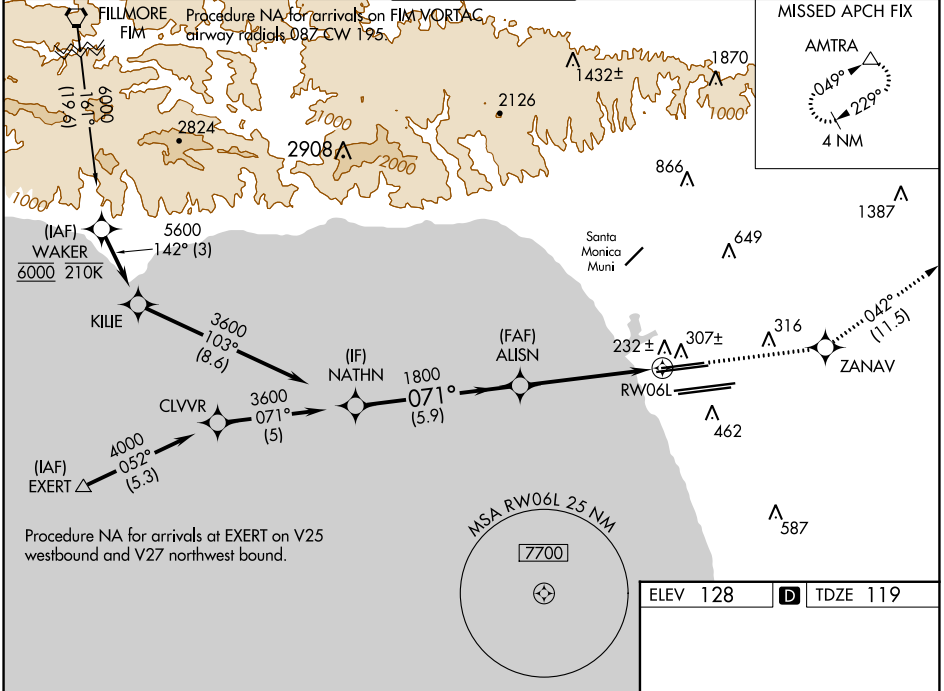 FILLMORE
FIM
Procedure NA for arrivals on FIM VORTAC
airway radials 087 CW 195.
6000
161°
(19.6)
1432±
1870
2126
2824
1000
1000
2908
2000
1000
MISSED APCH FIX
AMTRA
049°
229°
4 NM
866
1387
649
Santa
Monica
Muni
(IAF)
WAKER
6000 210K
5600
142° (3)
KILIE
3600
103°
(8.6)
(IF)
NATHN
(FAF)
ALISN
1800
071°
(5.9)
CLVVR
3600
071°
(5)
4000
052°
(5.3)
(IAF)
EXERT
232 ±
307±
316
RW06L
462
587
ZANAV
042°
(11.5)
Procedure NA for arrivals at EXERT on V25
westbound and V27 northwest bound.
MSA RW06L 25 NM
7700
ELEV 128 D TDZE 119